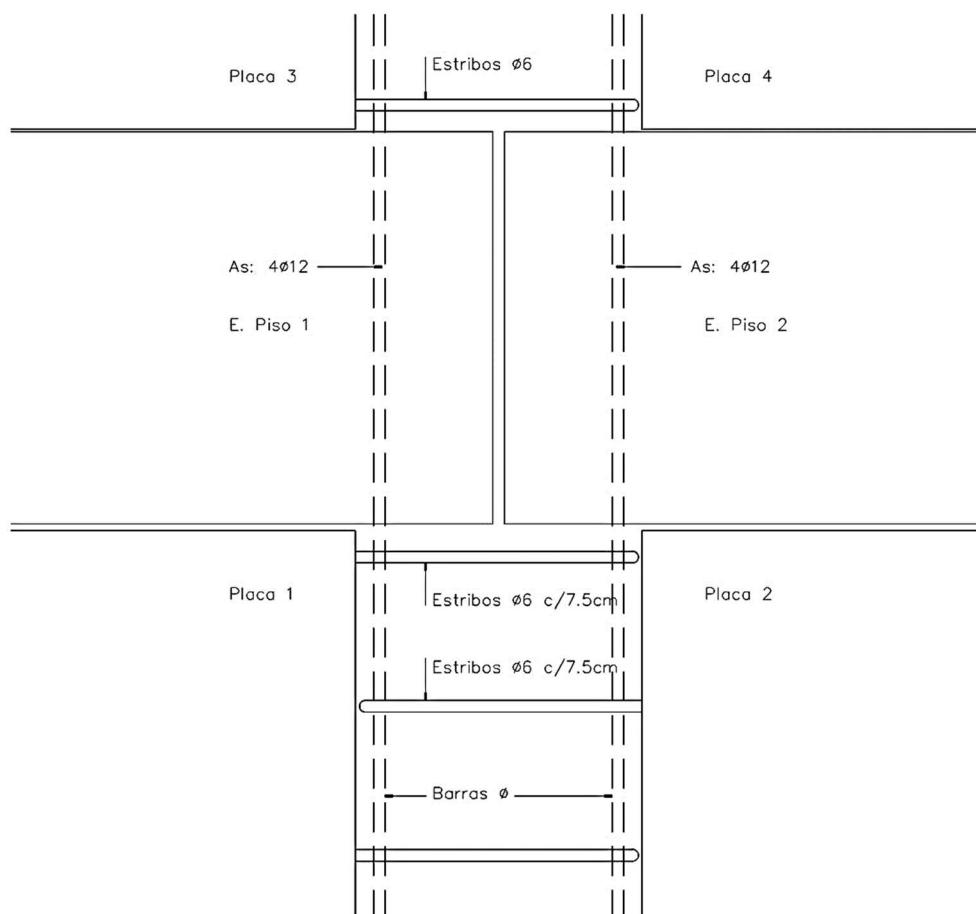 Estribos ø6
Placa 3
Placa 4
As: 4ø12
As: 4ø12
E. Piso 1
E. Piso 2
Placa 1
Estribos ø6 c/7.5cm
Placa 2
Estribos ø6 c/7.5cm
Barras ø